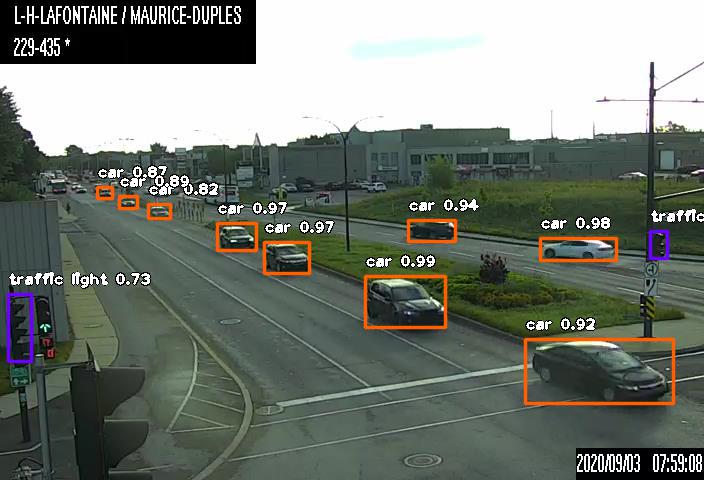 L-H-LAFONTAINE / MAURICE-DUPLES
229-435 *
car 0.87
car 0.89
car 0.82
car 0.97
car 0.97
car 0.94
car 0.98
traffic
car 0.99
traffic light 0.73
car 0.92
2020/09/03 07:59:08